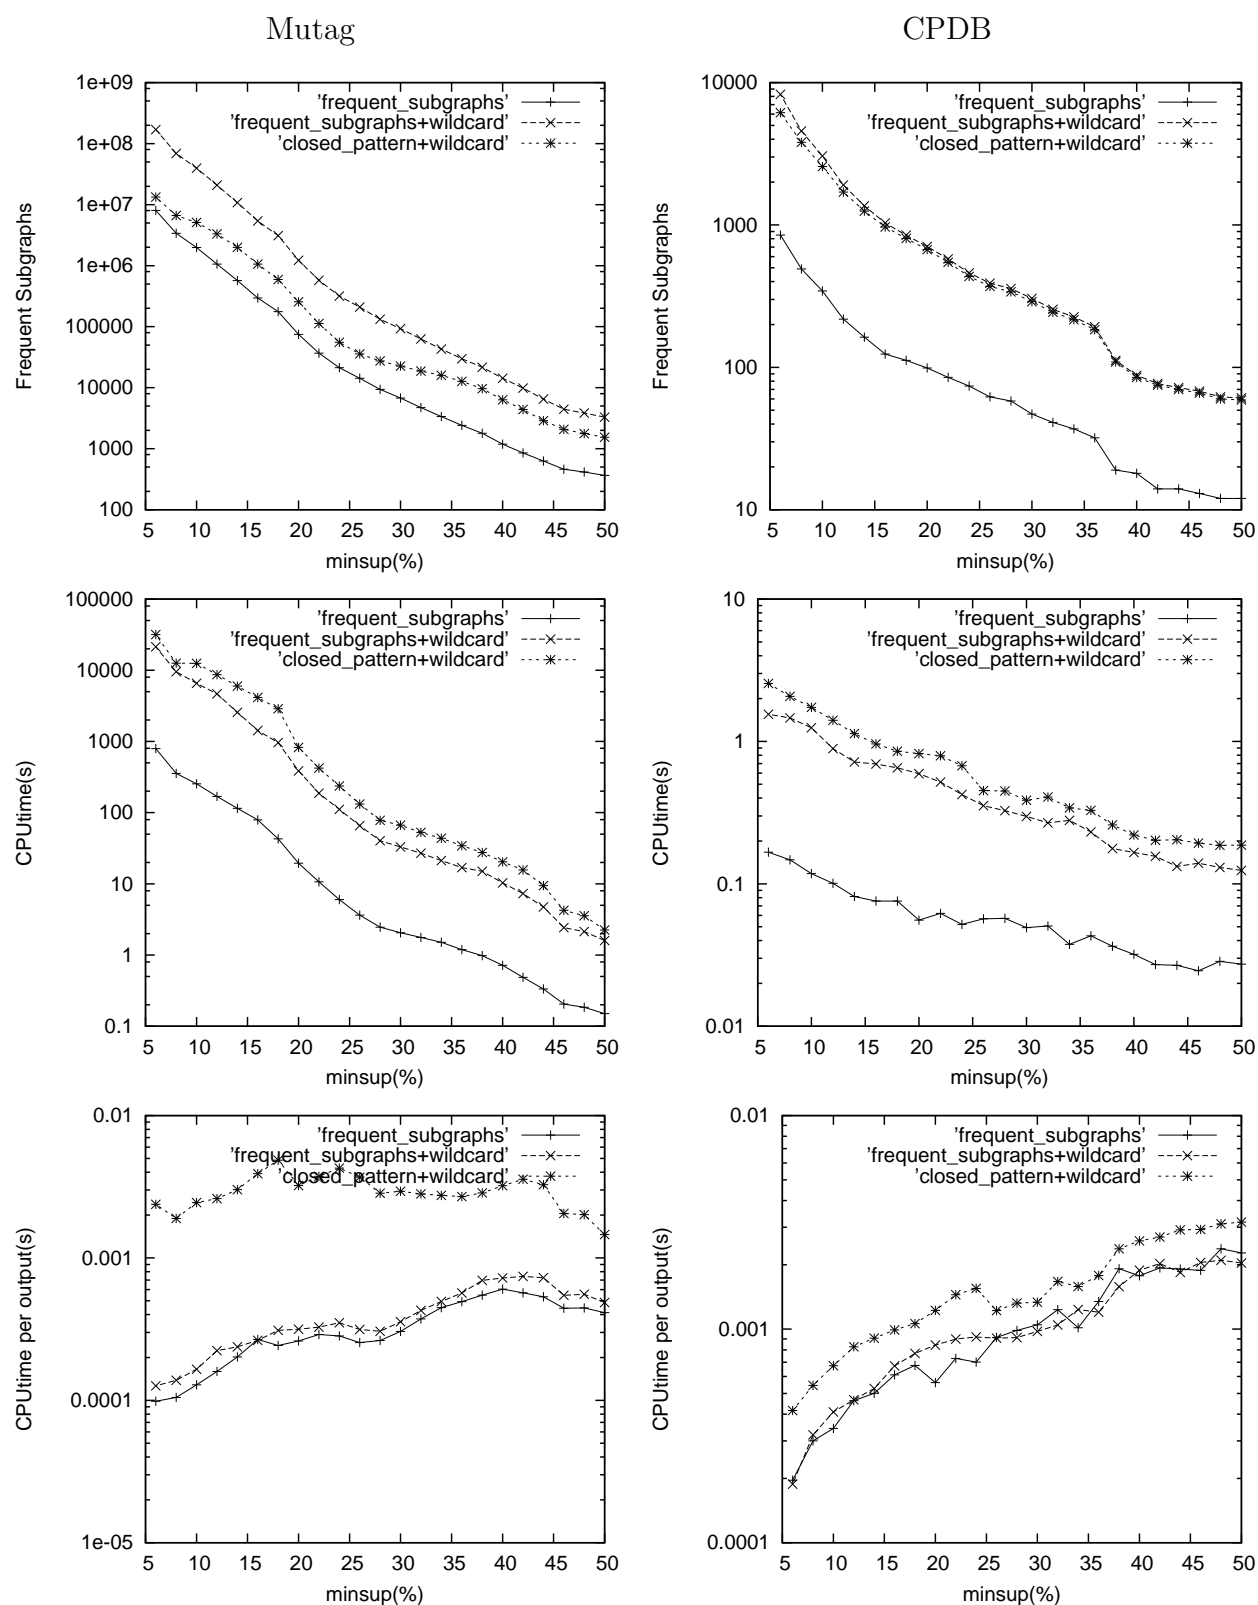 Mutag
CPDB
1e+09
1e+08
1e+07
1e+06
100000
10000
1000
100
Frequent Subgraphs
'frequent_subgraphs'
'frequent_subgraphs+wildcard'
'closed_pattern+wildcard'
5 10 15 20 25 30 35 40 45 50
minsup(%)
10000
1000
100
10
Frequent Subgraphs
'frequent_subgraphs'
'frequent_subgraphs+wildcard'
'closed_pattern+wildcard'
5 10 15 20 25 30 35 40 45 50
minsup(%)
100000
10000
1000
100
10
1
0.1
CPUtime(s)
'frequent_subgraphs'
'frequent_subgraphs+wildcard'
'closed_pattern+wildcard'
5 10 15 20 25 30 35 40 45 50
minsup(%)
10
1
0.1
0.01
CPUtime(s)
'frequent_subgraphs'
'frequent_subgraphs+wildcard'
'closed_pattern+wildcard'
5 10 15 20 25 30 35 40 45 50
minsup(%)
0.01
0.001
0.0001
1e-05
CPUtime per output(s)
'frequent_subgraphs'
'frequent_subgraphs+wildcard'
'closed_pattern+wildcard'
5 10 15 20 25 30 35 40 45 50
minsup(%)
0.01
0.001
0.0001
CPUtime per output(s)
'frequent_subgraphs'
'frequent_subgraphs+wildcard'
'closed_pattern+wildcard'
5 10 15 20 25 30 35 40 45 50
minsup(%)